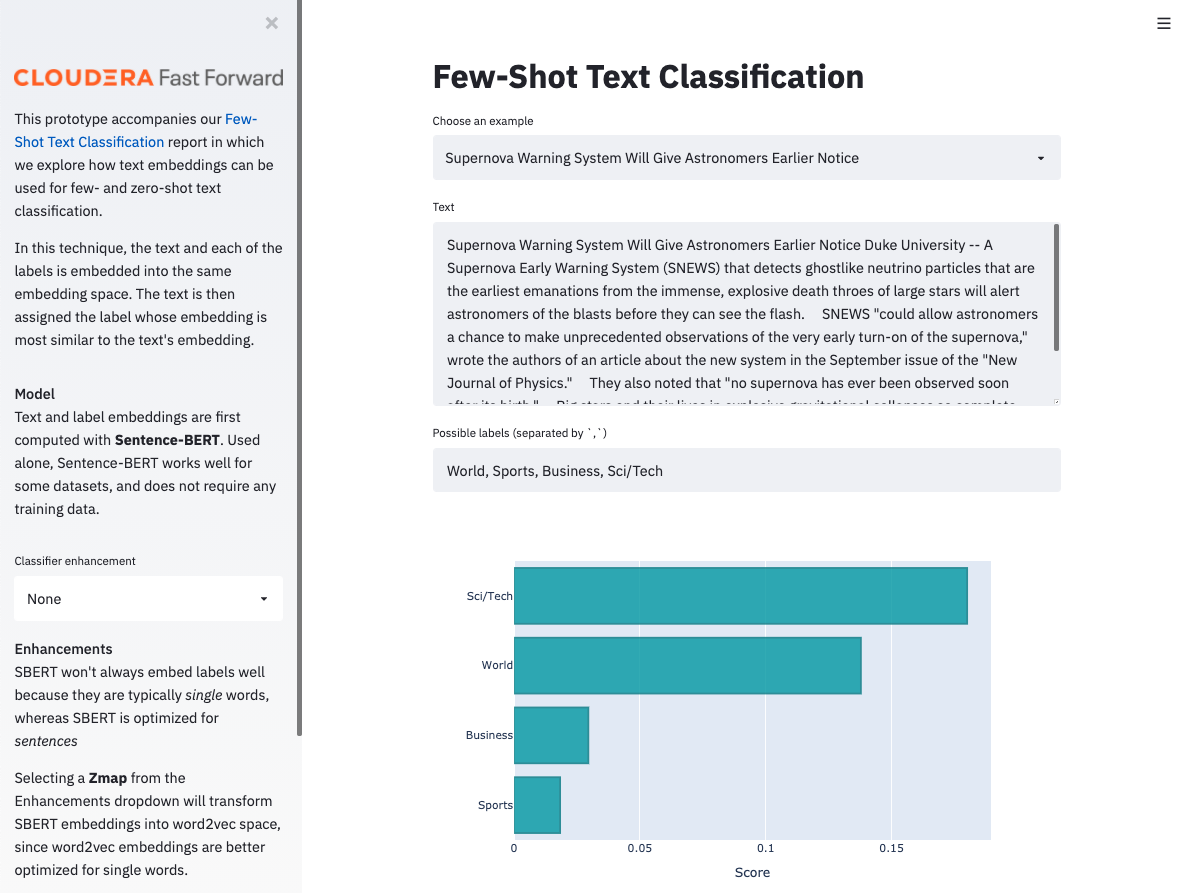 CLOUDERA Fast Forward
This prototype accompanies our Few-
Shot Text Classification report in which
we explore how text embeddings can be
used for few- and zero-shot text
classification.
In this technique, the text and each of the
labels is embedded into the same
embedding space. The text is then
assigned the label whose embedding is
most similar to the text's embedding.
Model
Text and label embeddings are first
computed with Sentence-BERT. Used
alone, Sentence-BERT works well for
some datasets, and does not require any
training data.
Classifier enhancement
None
Enhancements
SBERT won't always embed labels well
because they are typically single words,
whereas SBERT is optimized for
sentences
Selecting a Zmap from the
Enhancements dropdown will transform
SBERT embeddings into word2vec space,
since word2vec embeddings are better
optimized for single words.
Few-Shot Text Classification
Choose an example
Supernova Warning System Will Give Astronomers Earlier Notice
Text
Supernova Warning System Will Give Astronomers Earlier Notice Duke University -- A
Supernova Early Warning System (SNEWS) that detects ghostlike neutrino particles that are
the earliest emanations from the immense, explosive death throes of large stars will alert
astronomers of the blasts before they can see the flash. SNEWS "could allow astronomers
a chance to make unprecedented observations of the very early turn-on of the supernova,"
wrote the authors of an article about the new system in the September issue of the "New
Journal of Physics." They also noted that "no supernova has ever been observed soon
after its birth." Big stars end their lives in explosive gravitational collapses so complete
Possible labels (separated by `,`)
World, Sports, Business, Sci/Tech
Sci/Tech
World
Business
Sports
0 0.05 0.1 0.15
Score